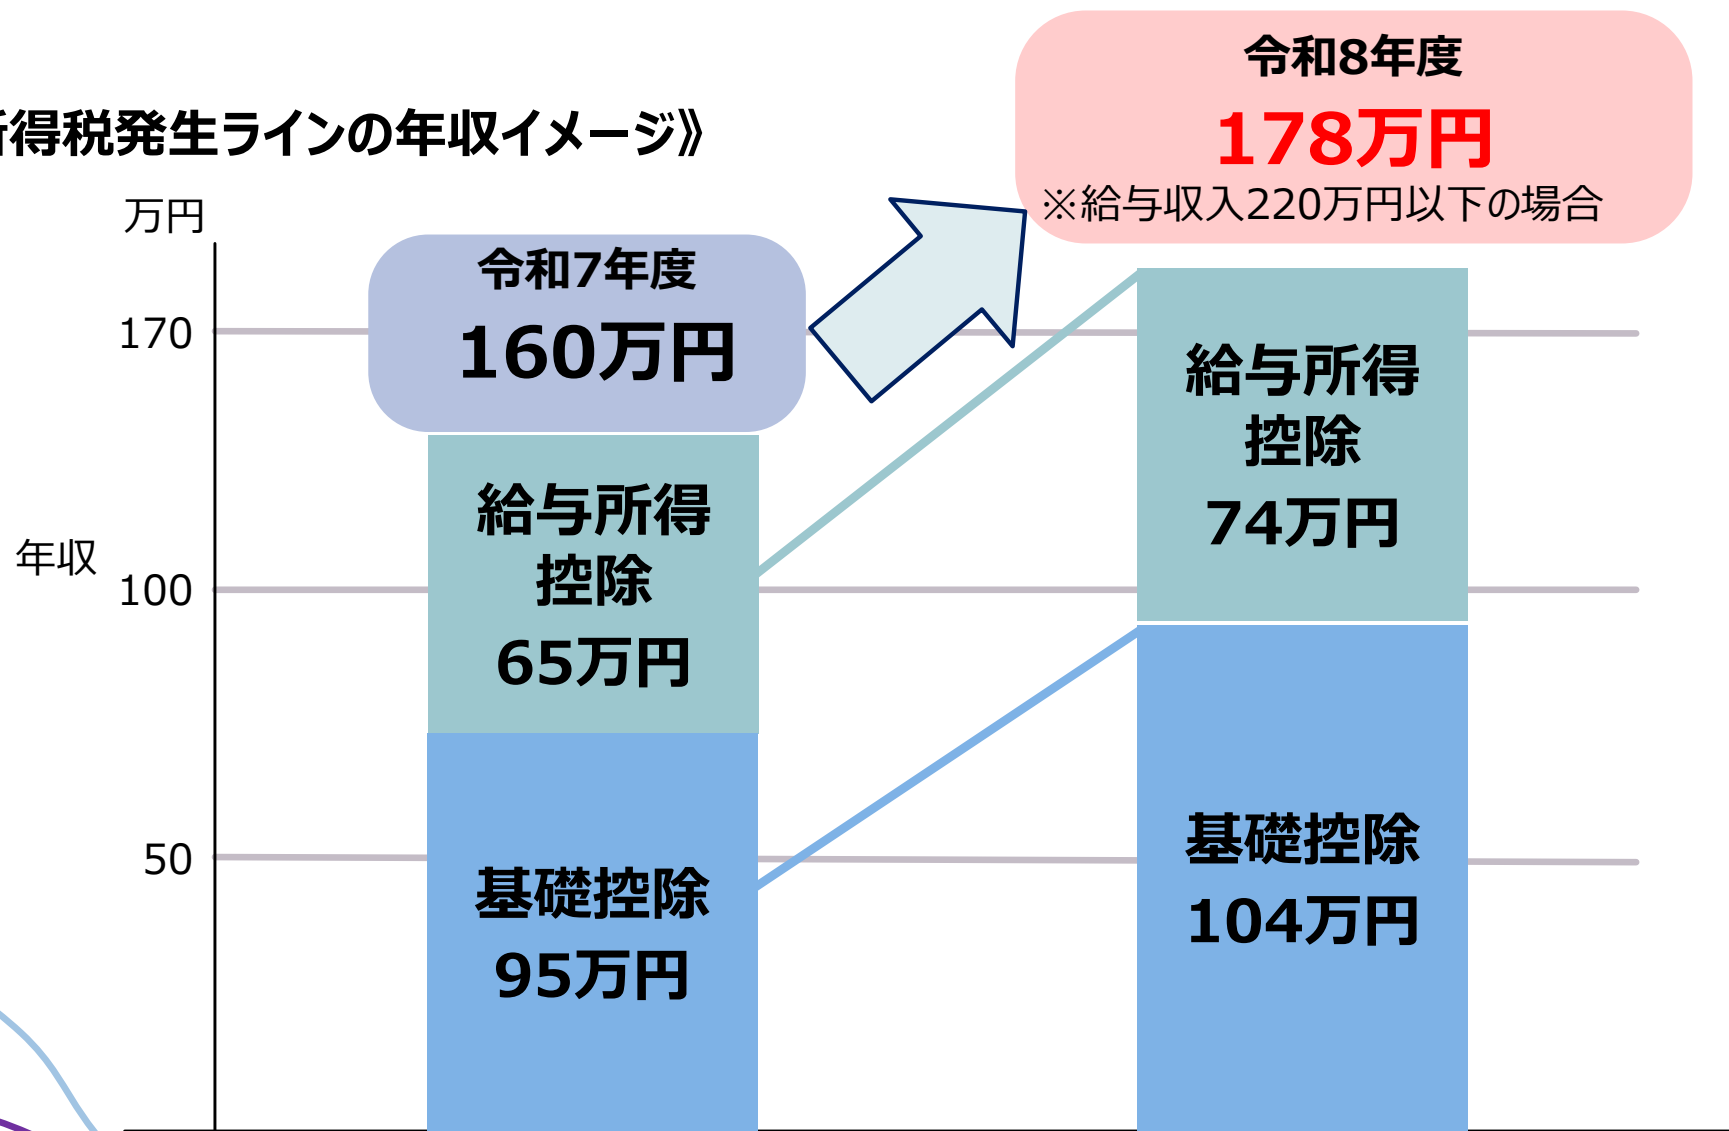 得税発生ラインの年収イメージ》
万円
年収
170
100
50
令和7年度
160万円
給与所得
控除
65万円
基礎控除
95万円
令和8年度
178万円
※給与収入220万円以下の場合
給与所得
控除
74万円
基礎控除
104万円